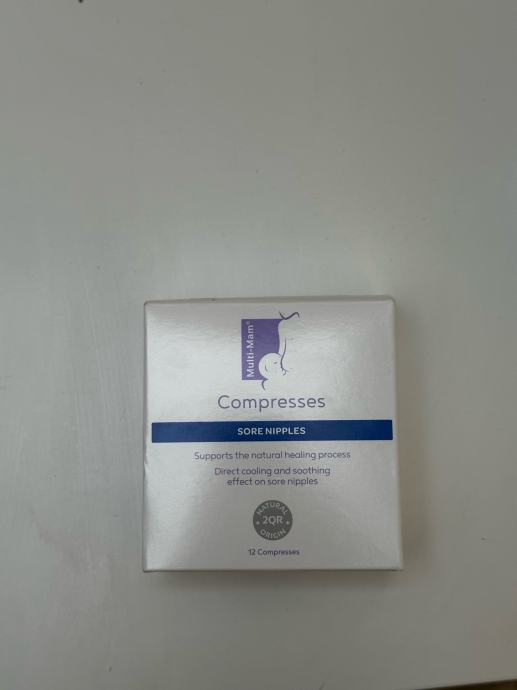 Multi-Mam®
Compresses
SORE NIPPLES
Supports the natural healing process
Direct cooling and soothing
effect on sore nipples
NATURAL
2QR
ORIGIN
12 Compresses